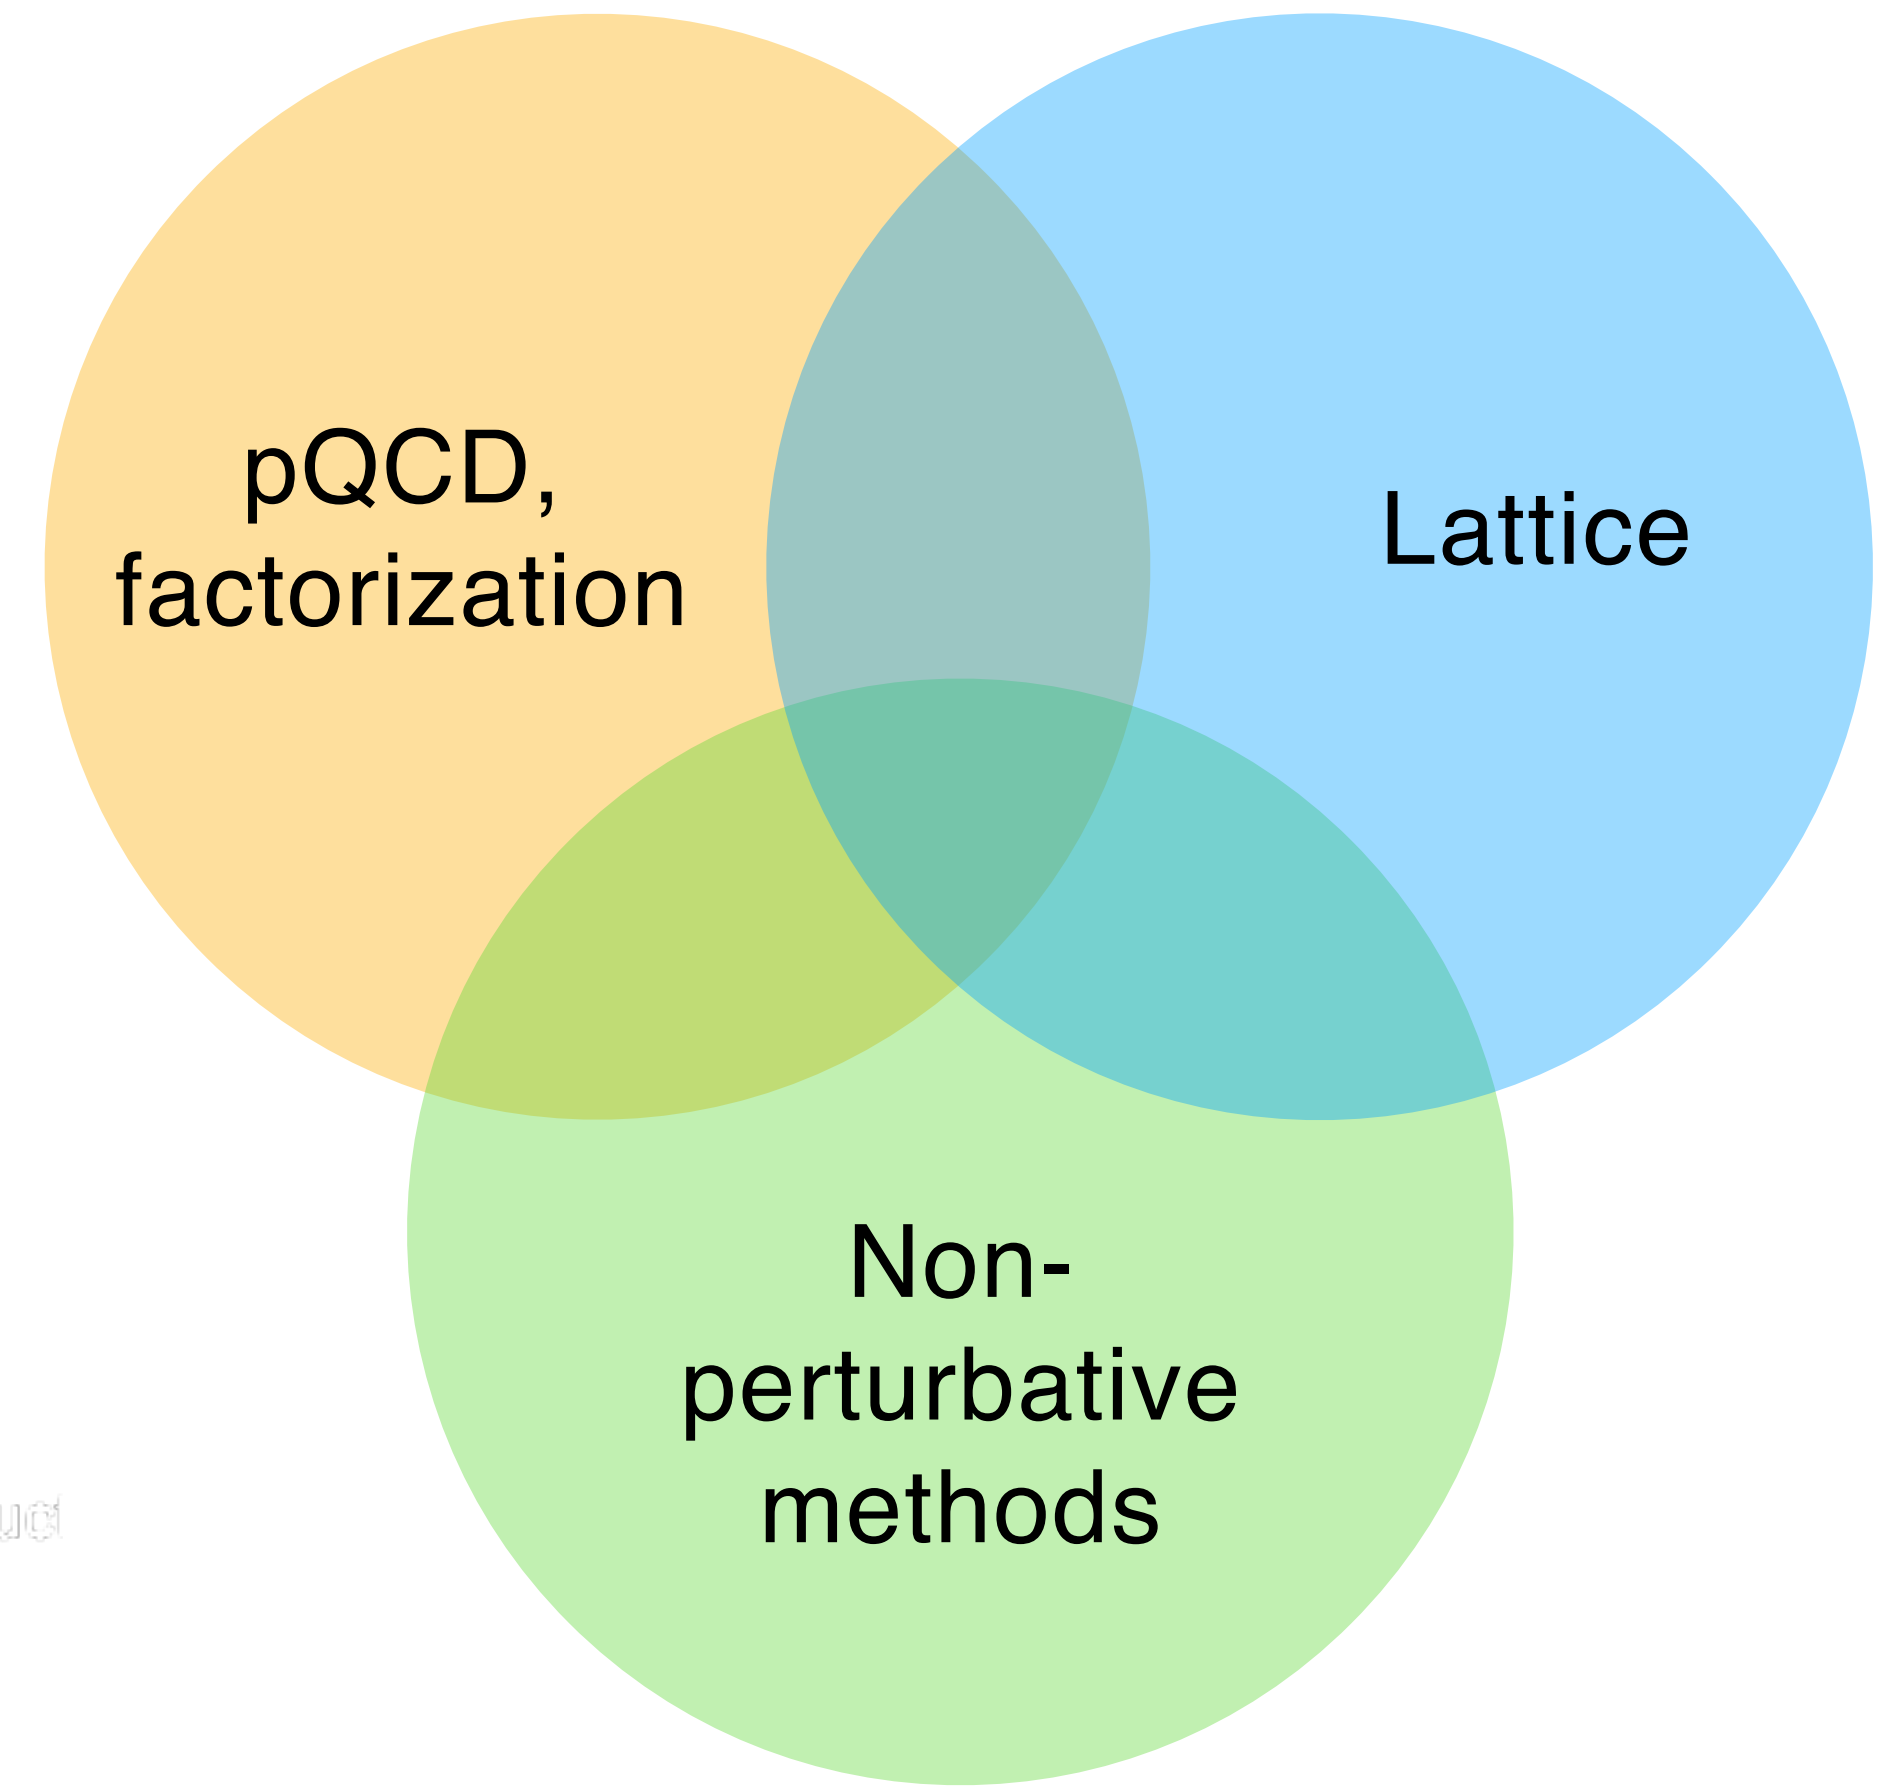 pQCD,
factorization
Lattice
Non-
perturbative
methods